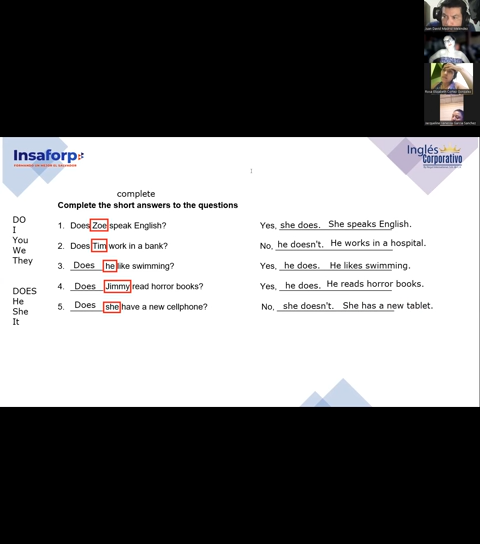 Insaforp
Inglés
Corporativo
complete
Complete the short answers to the questions
DO
I
You
We
They
DOES
He
She
It
1. Does Zoe speak English? Yes, she does. She speaks English.
2. Does Tim work in a bank? No, he doesn't. He works in a hospital.
3. Does he like swimming? Yes, he does. He likes swimming.
4. Does Jimmy read horror books? Yes, he does. He reads horror books.
5. Does she have a new cellphone? No, she doesn't. She has a new tablet.